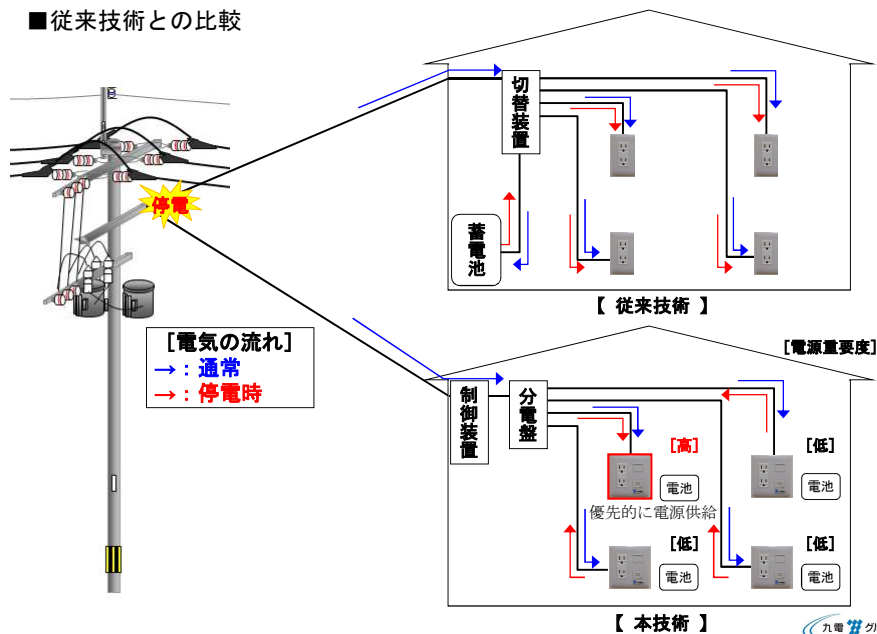 ■従来技術との比較
切替装置
停電
蓄電池
【 従来技術 】
[電気の流れ]
→：通常
→：停電時
[電源重要度]
制御装置
分電盤
[高]
[低]
電池
電池
優先的に電源供給
[低]
[低]
電池
電池
【 本技術 】
九電 グ